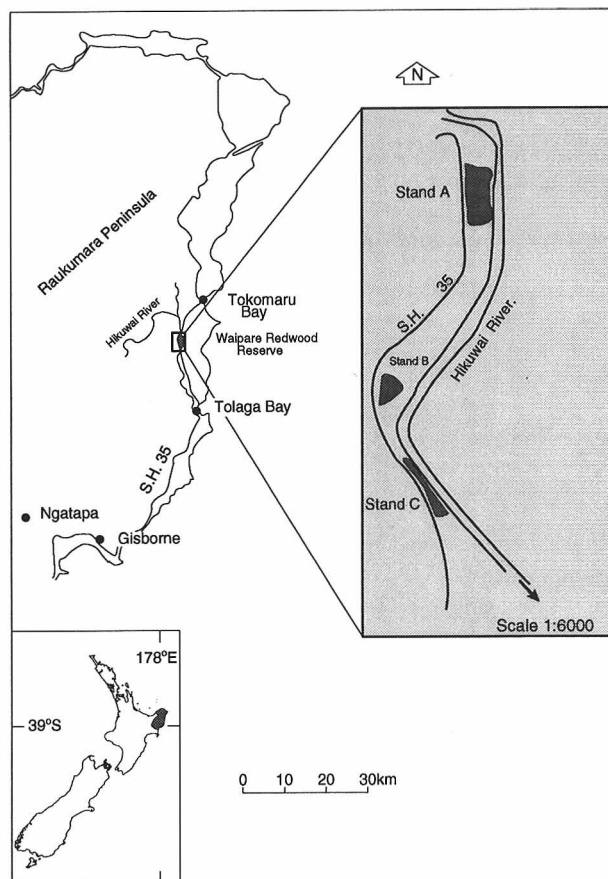 N
Raukumara Peninsula
Hikuwai River
Tokomaru
Bay
Waipare Redwood
Reserve
Tolaga Bay
S.H. 35
Ngatapa
Gisborne
Stand A
S.H. 35
Hikuwai River.
Stand B
Stand C
Scale 1:6000
178°E
39°S
0 10 20 30km